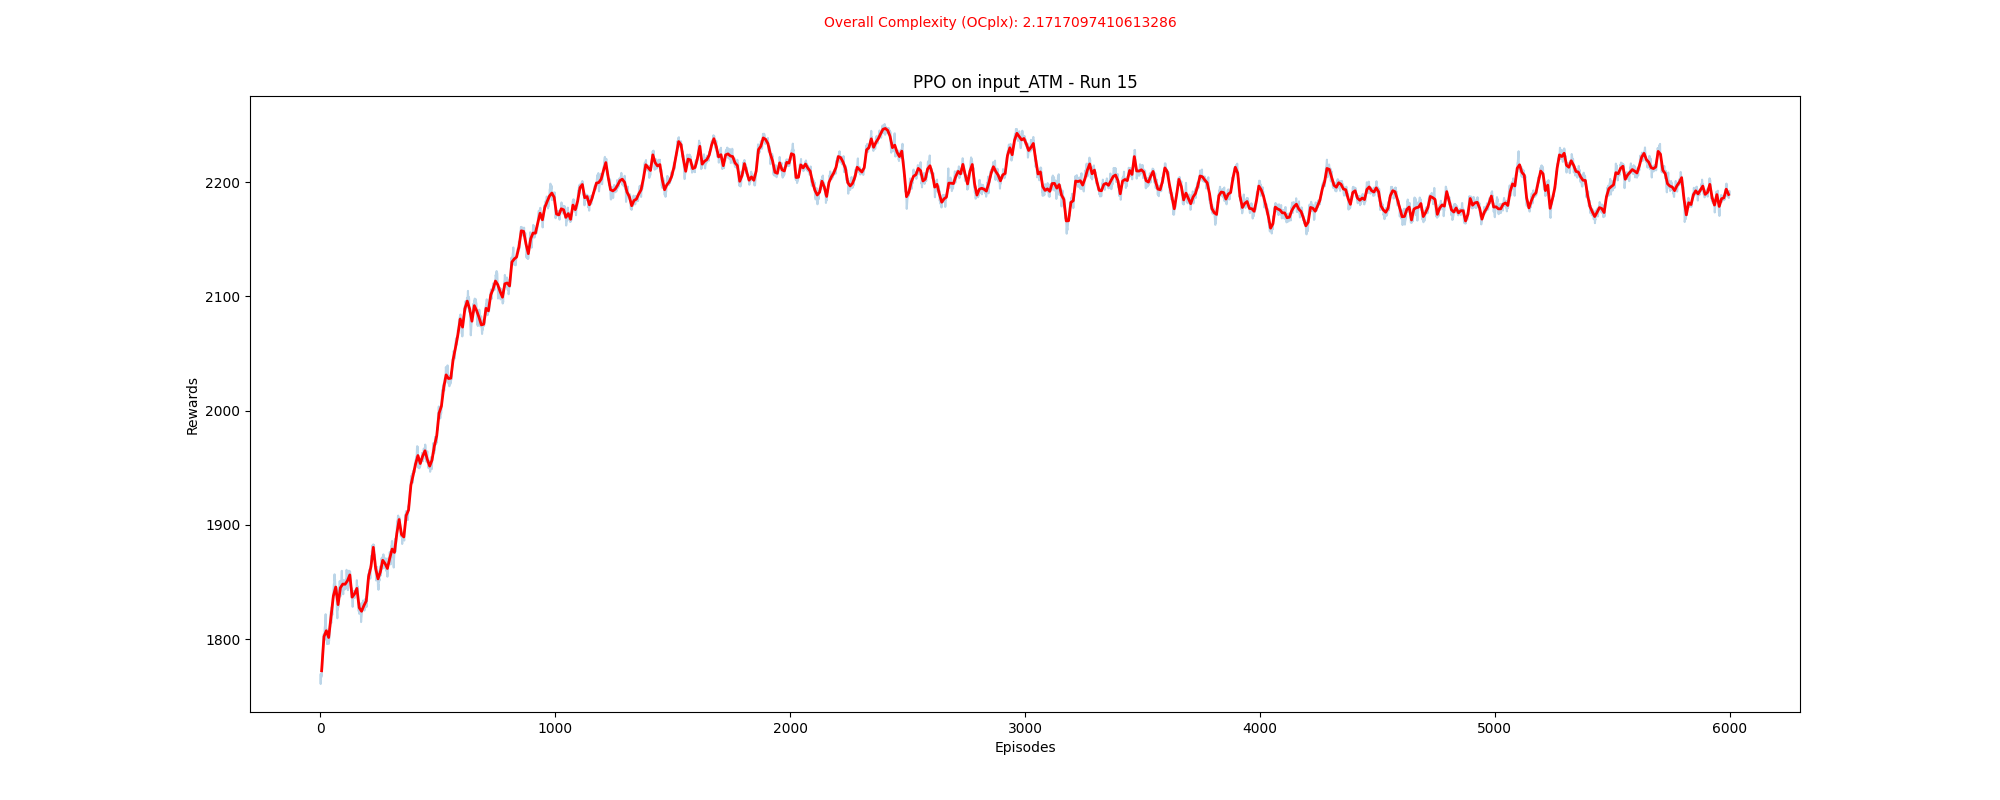 Overall Complexity (OCplx): 2.1717097410613286
PPO on input_ATM - Run 15
Rewards
2200
2100
2000
1900
1800
0 1000 2000 3000 4000 5000 6000
Episodes